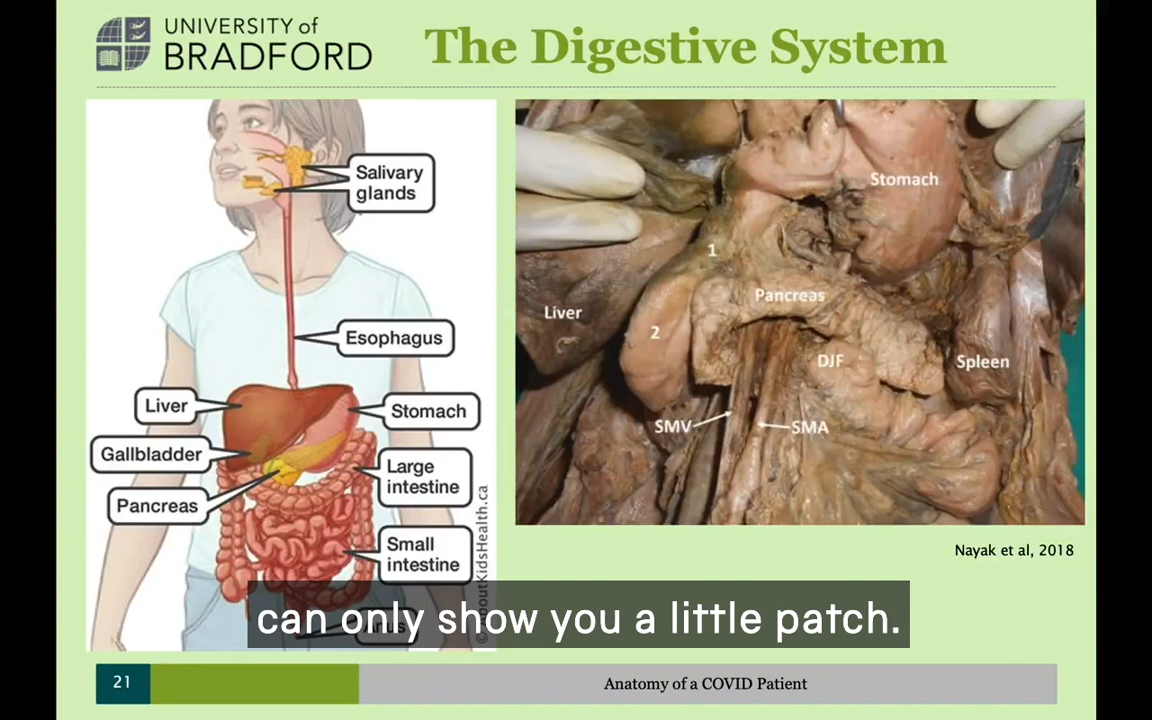 UNIVERSITY of
BRADFORD
The Digestive System
Salivary
glands
Esophagus
Liver
Stomach
Gallbladder
Large
intestine
Pancreas
Small
intestine
Stomach
1
Pancreas
Liver
2
DJF
Spleen
SMV
SMA
Nayak et al, 2018
can only show you a little patch.
21
Anatomy of a COVID Patient